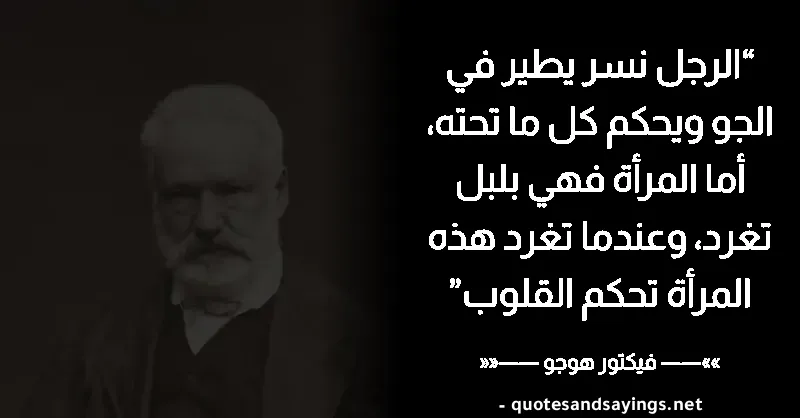 “الرجل نسر يطير في
الجو ويحكم كل ما تحته،
أما المرأة فهي بلبل
تغرد، وعندما تغرد هذه
المرأة تحكم القلوب”
»»—— فيكتور هوجو ——««
- quotesandsayings.net